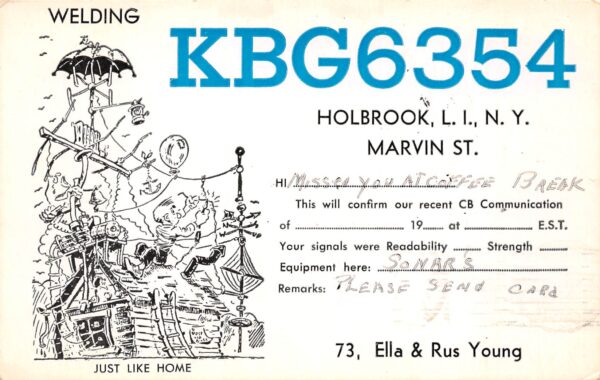 WELDING
KBG6354
HOLBROOK, L. I., N. Y.
MARVIN ST.
HI MISSED YOU AT COFFEE BREAK
This will confirm our recent CB Communication
of ........ 19 ..... at ........ E.S.T.
Your signals were Readability ........ Strength ........
Equipment here: SONAR'S
Remarks: PLEASE SEND CARD
73, Ella & Rus Young
JUST LIKE HOME